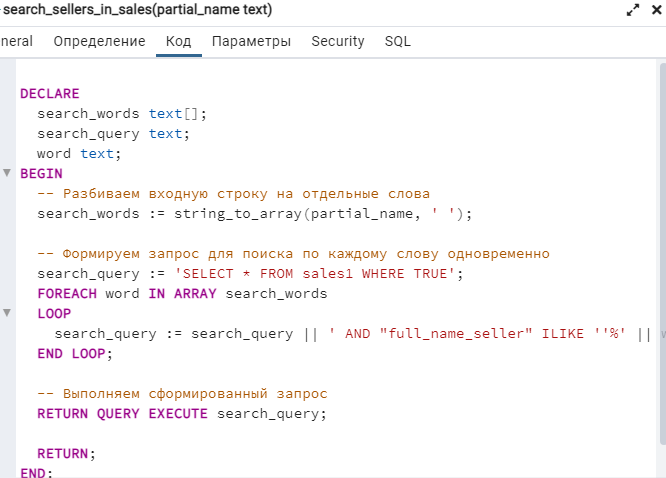 search_sellers_in_sales(partial_name text)
neral Определение Код Параметры Security SQL
DECLARE
search_words text[];
search_query text;
word text;
BEGIN
-- Разбиваем входную строку на отдельные слова
search_words := string_to_array(partial_name, ' ');
-- Формируем запрос для поиска по каждому слову одновременно
search_query := 'SELECT * FROM sales1 WHERE TRUE';
FOREACH word IN ARRAY search_words
LOOP
search_query := search_query || ' AND "full_name_seller" ILIKE ''%' ||
END LOOP;
-- Выполняем сформированный запрос
RETURN QUERY EXECUTE search_query;
RETURN;
END;